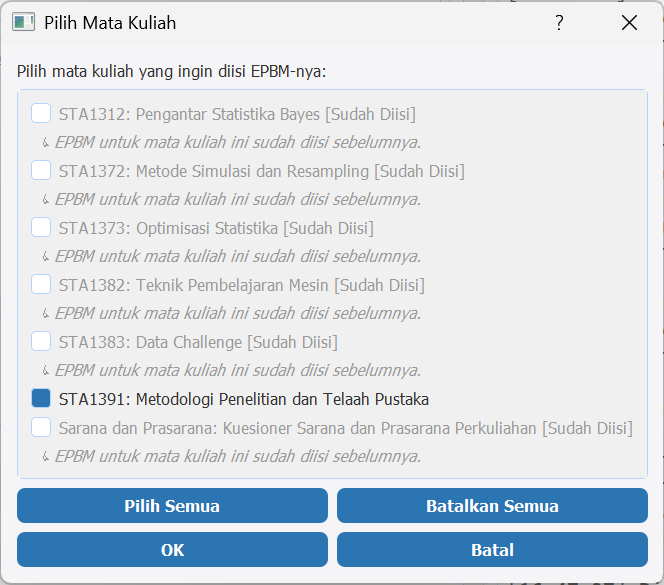 Pilih Mata Kuliah
?
Pilih mata kuliah yang ingin diisi EPBM-nya:
STA1312: Pengantar Statistika Bayes [Sudah Diisi]
↳ EPBM untuk mata kuliah ini sudah diisi sebelumnya.
STA1372: Metode Simulasi dan Resampling [Sudah Diisi]
↳ EPBM untuk mata kuliah ini sudah diisi sebelumnya.
STA1373: Optimisasi Statistika [Sudah Diisi]
↳ EPBM untuk mata kuliah ini sudah diisi sebelumnya.
STA1382: Teknik Pembelajaran Mesin [Sudah Diisi]
↳ EPBM untuk mata kuliah ini sudah diisi sebelumnya.
STA1383: Data Challenge [Sudah Diisi]
↳ EPBM untuk mata kuliah ini sudah diisi sebelumnya.
STA1391: Metodologi Penelitian dan Telaah Pustaka
Sarana dan Prasarana: Kuesioner Sarana dan Prasarana Perkuliahan [Sudah Diisi]
↳ EPBM untuk mata kuliah ini sudah diisi sebelumnya.
Pilih Semua
Batalkan Semua
OK
Batal